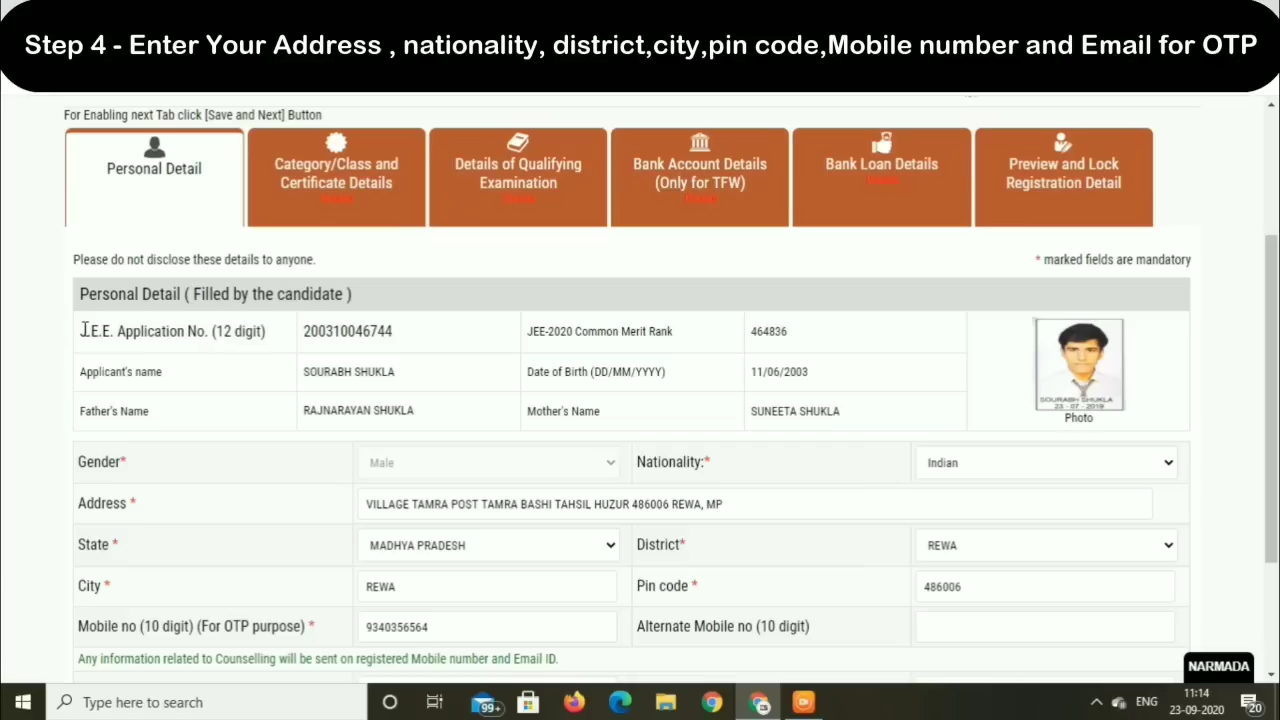 Step 4 - Enter Your Address , nationality, district,city,pin code,Mobile number and Email for OTP
For Enabling next Tab click [Save and Next] Button
Personal Detail
Category/Class and Certificate Details
Details of Qualifying Examination
Bank Account Details (Only for TFW)
Bank Loan Details
Preview and Lock Registration Detail
Please do not disclose these details to anyone.
* marked fields are mandatory
Personal Detail ( Filled by the candidate )
J.E.E. Application No. (12 digit) 200310046744 JEE-2020 Common Merit Rank 464836
Applicant's name SOURABH SHUKLA Date of Birth (DD/MM/YYYY) 11/06/2003
Father's Name RAJNARAYAN SHUKLA Mother's Name SUNEETA SHUKLA
SOURABH SHUKLA
23 - 07 - 2019
Photo
Gender* Male Nationality:* Indian
Address * VILLAGE TAMRA POST TAMRA BASHI TAHSIL HUZUR 486006 REWA, MP
State * MADHYA PRADESH District* REWA
City * REWA Pin code * 486006
Mobile no (10 digit) (For OTP purpose) * 9340356564 Alternate Mobile no (10 digit)
Any information related to Counselling will be sent on registered Mobile number and Email ID.
NARMADA
Type here to search
99+
ENG
11:14
23-09-2020
20